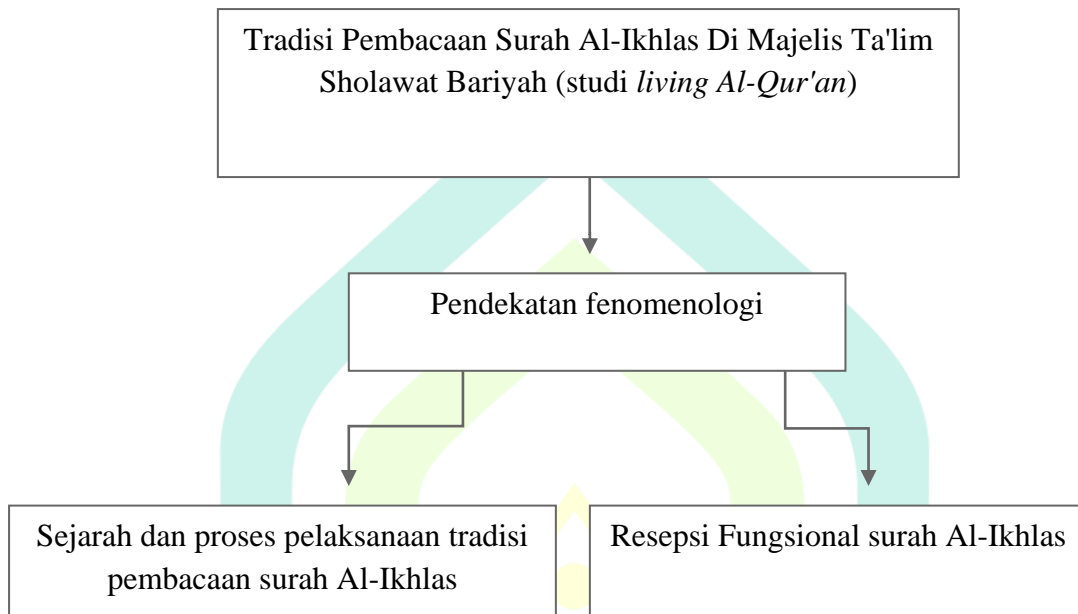 Tradisi Pembacaan Surah Al-Ikhlas Di Majelis Ta'lim
Sholawat Bariyah (studi living Al-Qur'an)
Pendekatan fenomenologi
Sejarah dan proses pelaksanaan tradisi
pembacaan surah Al-Ikhlas
Resepsi Fungsional surah Al-Ikhlas